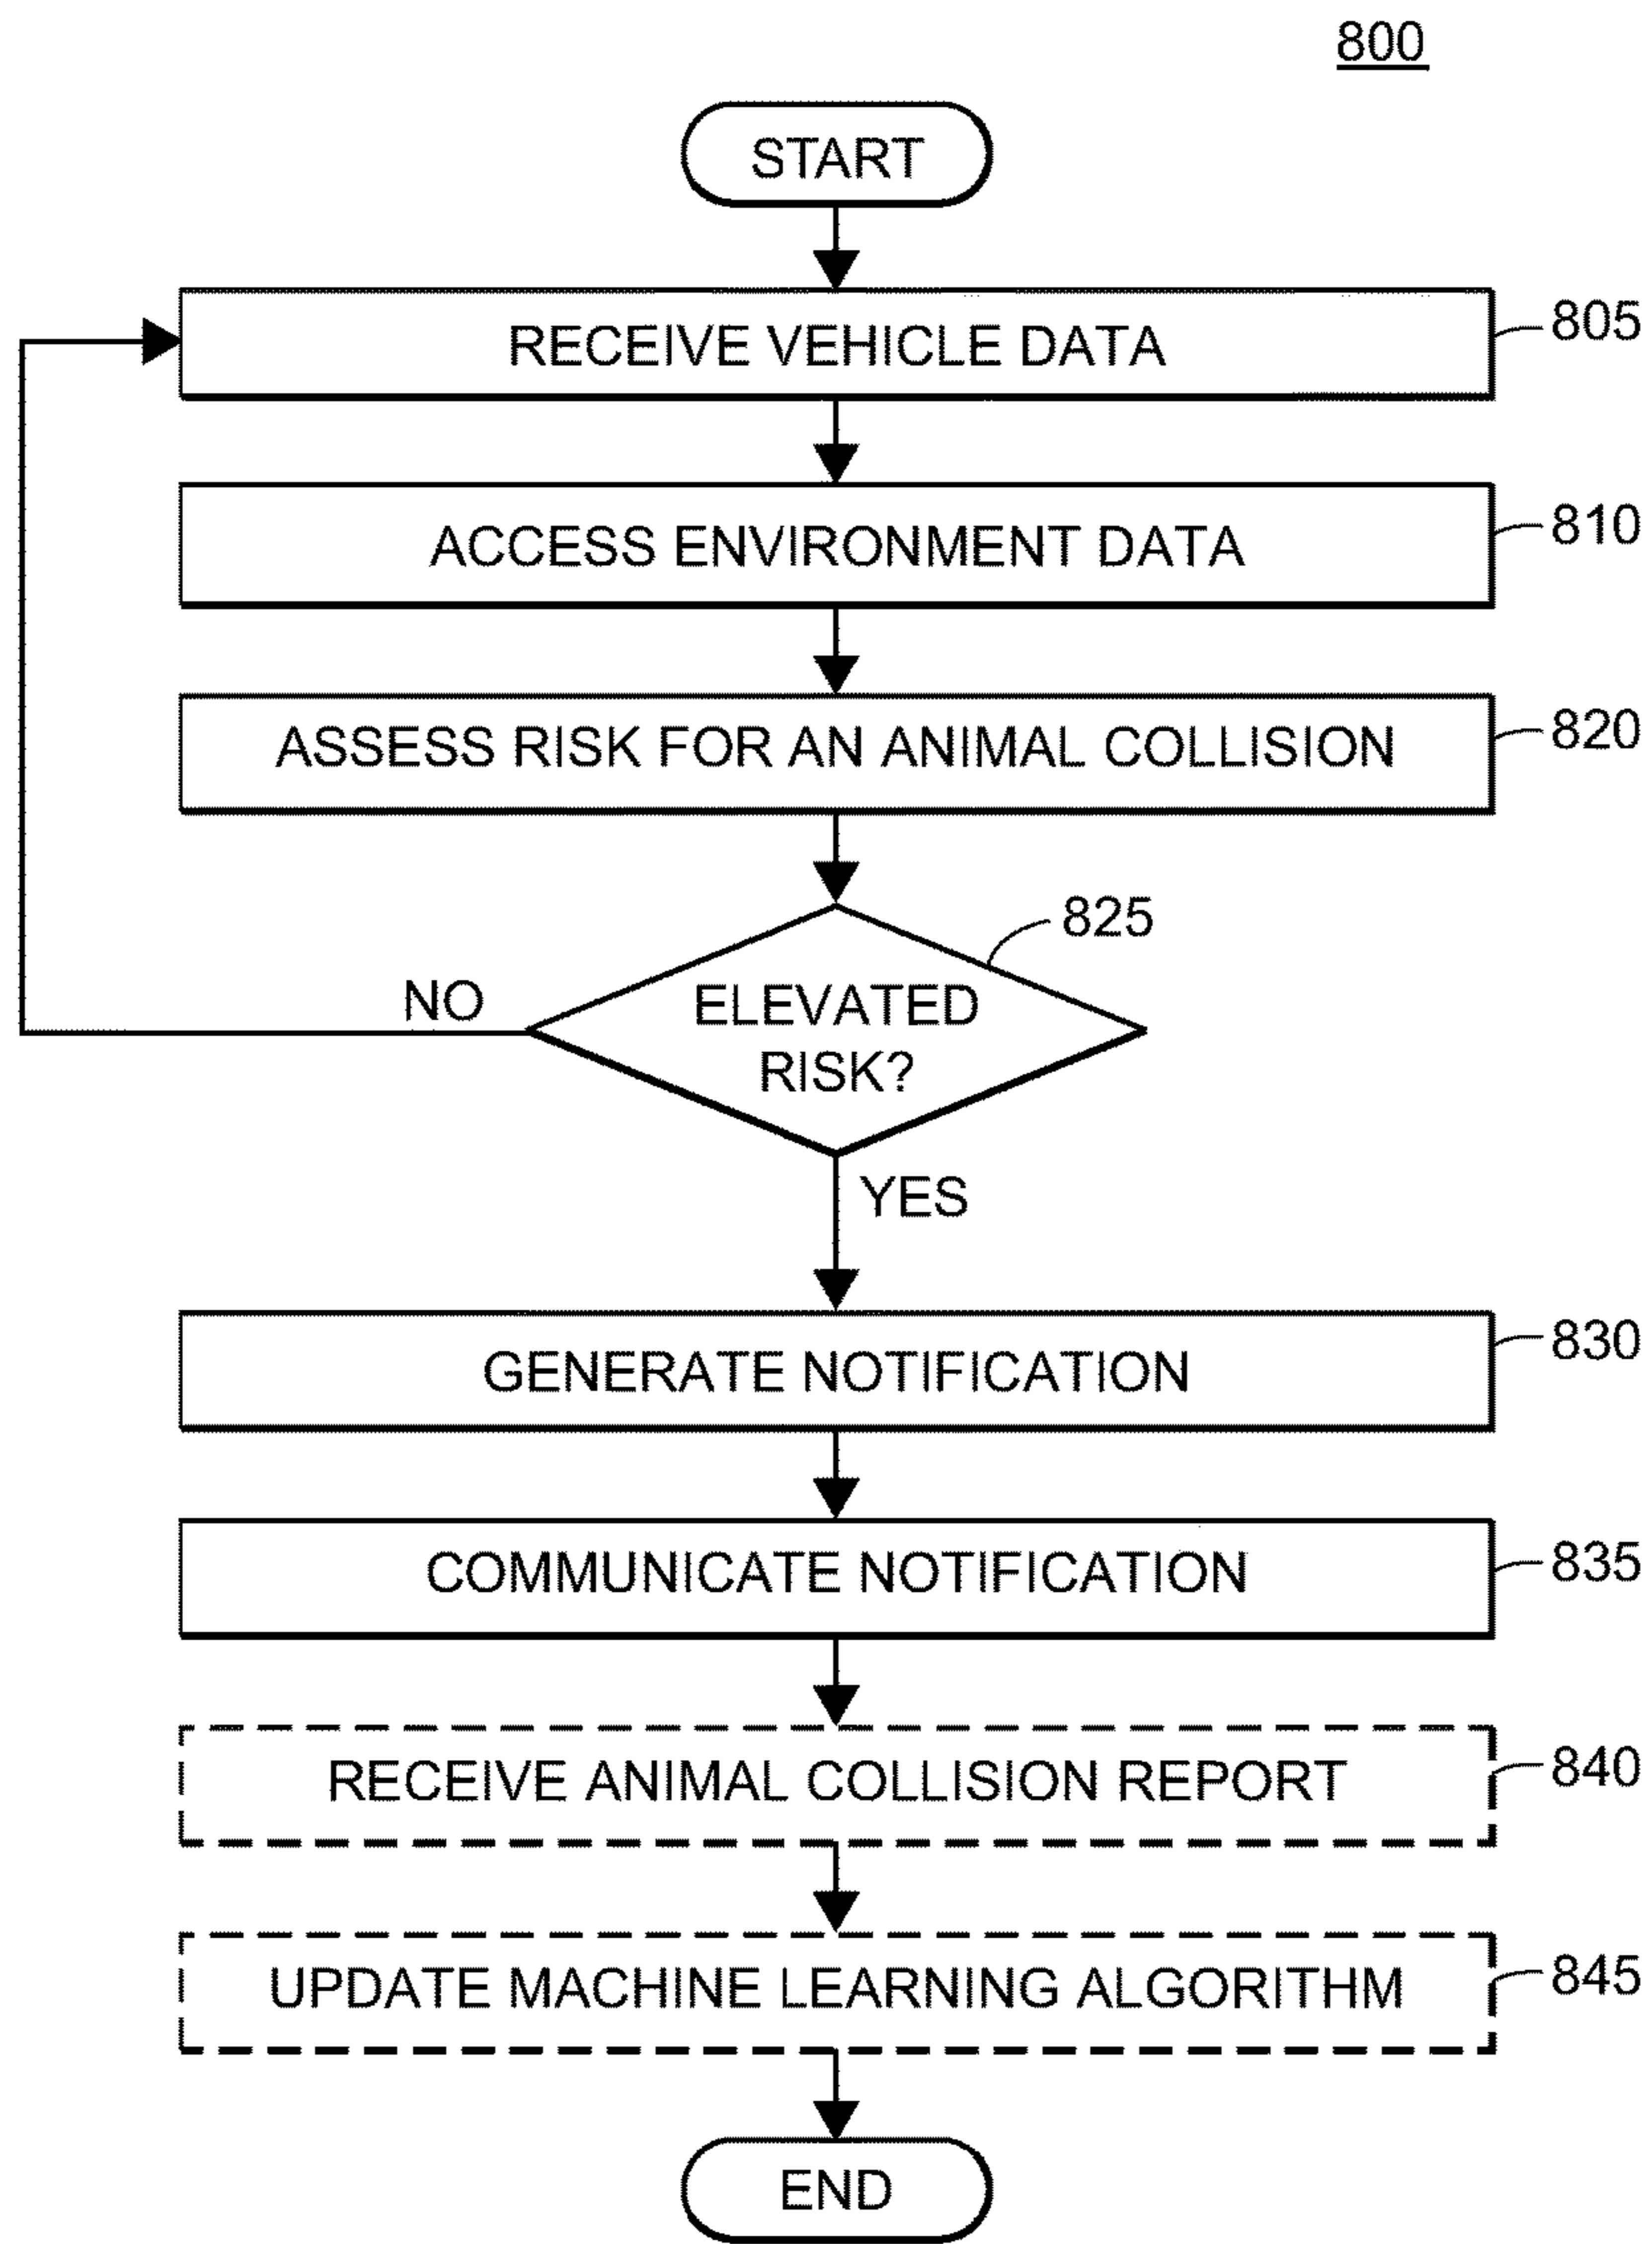 800
START
RECEIVE VEHICLE DATA
805
ACCESS ENVIRONMENT DATA
810
ASSESS RISK FOR AN ANIMAL COLLISION
820
825
ELEVATED
RISK?
NO
YES
GENERATE NOTIFICATION
830
COMMUNICATE NOTIFICATION
835
RECEIVE ANIMAL COLLISION REPORT
840
UPDATE MACHINE LEARNING ALGORITHM
845
END